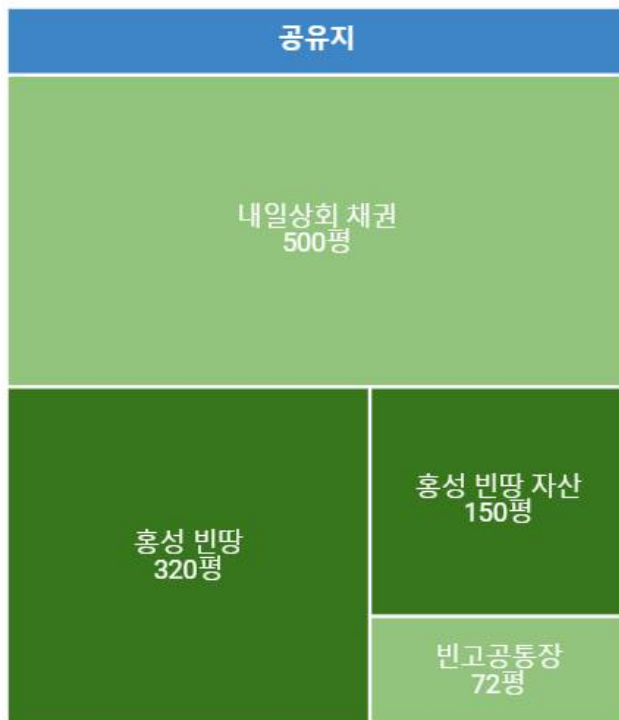 공유지
내일상회 채권
500평
홍성 빈땅
320평
홍성 빈땅 자산
150평
빈고공통장
72평